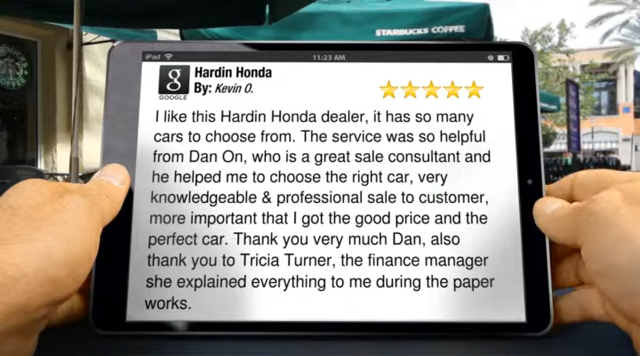 STARBUCKS COFFEE
iPad
11:23 AM
g
GOOGLE
Hardin Honda
By: Kevin O.
I like this Hardin Honda dealer, it has so many
cars to choose from. The service was so helpful
from Dan On, who is a great sale consultant and
he helped me to choose the right car, very
knowledgeable & professional sale to customer,
more important that I got the good price and the
perfect car. Thank you very much Dan, also
thank you to Tricia Turner, the finance manager
she explained everything to me during the paper
works.